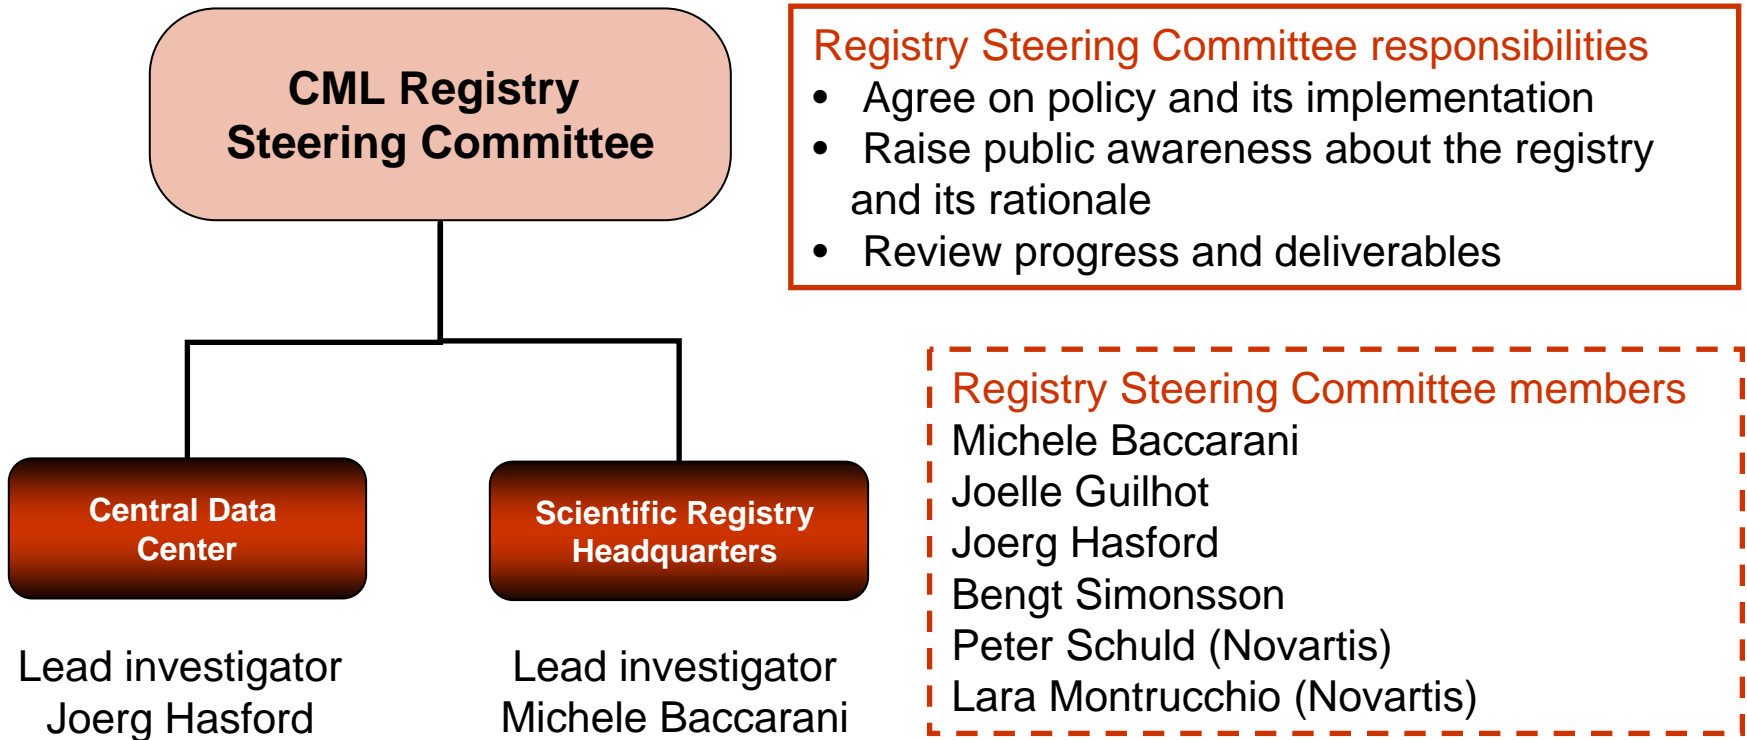 CML Registry
Steering Committee
Registry Steering Committee responsibilities
• Agree on policy and its implementation
• Raise public awareness about the registry
and its rationale
• Review progress and deliverables
Central Data
Center
Lead investigator
Joerg Hasford
Scientific Registry
Headquarters
Lead investigator
Michele Baccarani
Registry Steering Committee members
Michele Baccarani
Joelle Guilhot
Joerg Hasford
Bengt Simonsson
Peter Schuld (Novartis)
Lara Montrucchio (Novartis)